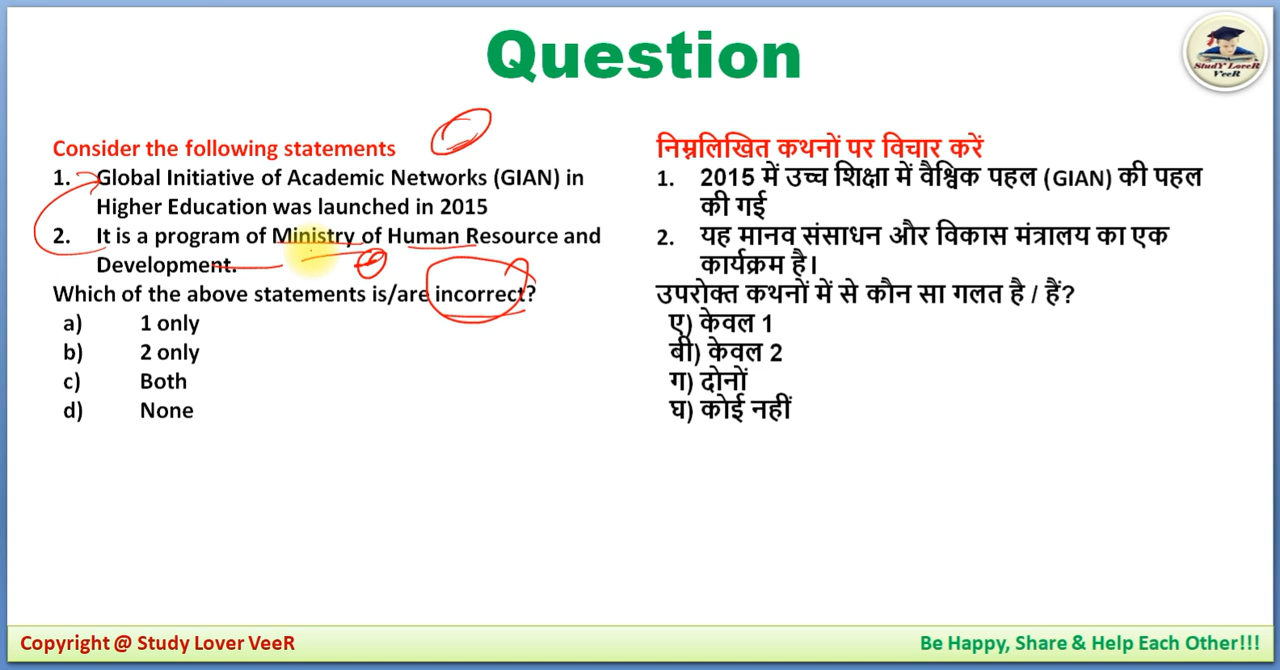 Question
StudY LoveR
VeeR
Consider the following statements
1. Global Initiative of Academic Networks (GIAN) in
Higher Education was launched in 2015
2. It is a program of Ministry of Human Resource and
Development.
Which of the above statements is/are incorrect?
a) 1 only
b) 2 only
c) Both
d) None
निम्नलिखित कथनों पर विचार करें
1. 2015 में उच्च शिक्षा में वैश्विक पहल (GIAN) की पहल
की गई
2. यह मानव संसाधन और विकास मंत्रालय का एक
कार्यक्रम है।
उपरोक्त कथनों में से कौन सा गलत है / हैं?
ए) केवल 1
बी) केवल 2
ग) दोनों
घ) कोई नहीं
Copyright @ Study Lover VeeR
Be Happy, Share & Help Each Other!!!